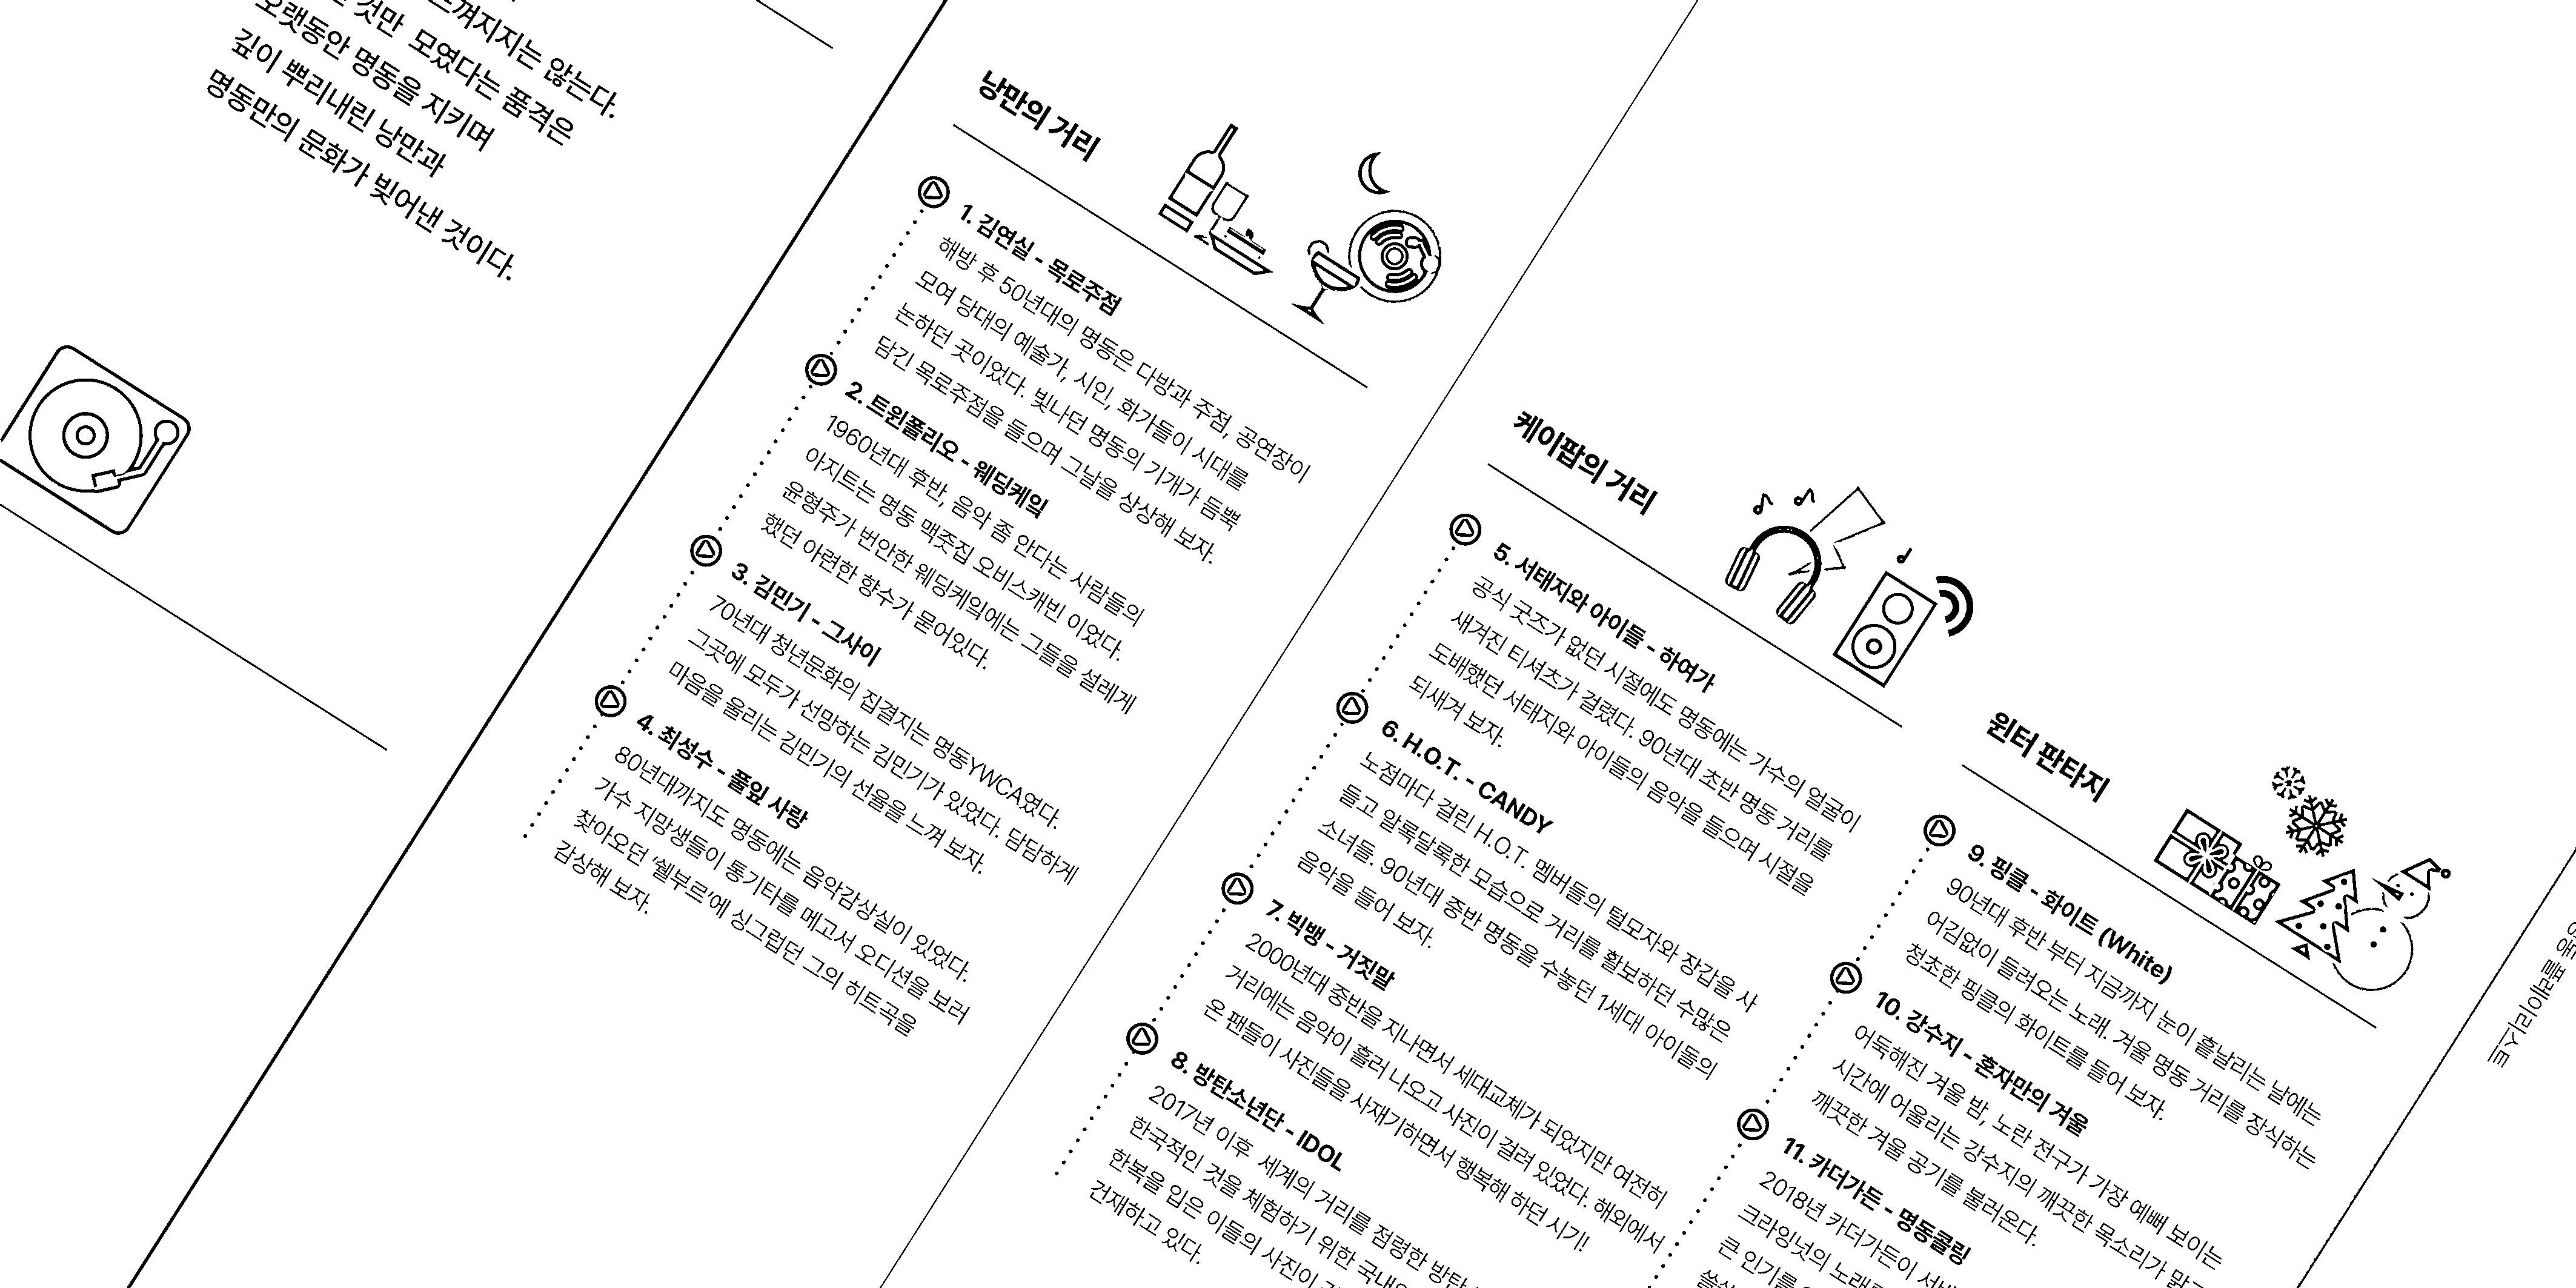 느껴지지는 않는다.
것만 모였다는 품격은
오랫동안 명동을 지키며
깊이 뿌리내린 낭만과
명동만의 문화가 빚어낸 것이다.
낭만의 거리
1. 김연실 - 목로주점
해방 후 50년대의 명동은 다방과 주점, 공연장이
모여 당대의 예술가, 시인, 화가들이 시대를
논하던 곳이었다. 빛나던 명동의 기개가 듬뿍
담긴 목로주점을 들으며 그날을 상상해 보자.
2. 트윈폴리오 - 웨딩케잌
1960년대 후반, 음악 좀 안다는 사람들의
아지트는 명동 맥줏집 오비스캐빈 이었다.
윤형주가 번안한 웨딩케잌에는 그들을 설레게
했던 아련한 향수가 묻어있다.
3. 김민기 - 그사이
70년대 청년문화의 집결지는 명동YWCA였다.
그곳에 모두가 선망하는 김민기가 있었다. 담담하게
마음을 울리는 김민기의 선율을 느껴 보자.
4. 최성수 - 풀잎 사랑
80년대까지도 명동에는 음악감상실이 있었다.
가수 지망생들이 통기타를 메고서 오디션을 보러
찾아오던 ‘쉘부르’에 싱그럽던 그의 히트곡을
감상해 보자.
케이팝의 거리
5. 서태지와 아이들 - 하여가
공식 굿즈가 없던 시절에도 명동에는 가수의 얼굴이
새겨진 티셔츠가 걸렸다. 90년대 초반 명동 거리를
도배했던 서태지와 아이들의 음악을 들으며 시절을
되새겨 보자.
6. H.O.T. - CANDY
노점마다 걸린 H.O.T. 멤버들의 털모자와 장갑을 사
들고 알록달록한 모습으로 거리를 활보하던 수많은
소녀들. 90년대 중반 명동을 수놓던 1세대 아이돌의
음악을 들어 보자.
7. 빅뱅 - 거짓말
2000년대 중반을 지나면서 세대교체가 되었지만 여전히
거리에는 음악이 흘러 나오고 사진이 걸려 있었다. 해외에서
온 팬들이 사진들을 사재기하면서 행복해 하던 시기!
8. 방탄소년단 - IDOL
2017년 이후 세계의 거리를 점령한 방탄
한국적인 것을 체험하기 위한 국내외
한복을 입은 이들의 사진이
건재하고 있다.
윈터 판타지
9. 핑클 - 화이트 (White)
90년대 후반 부터 지금까지 눈이 흩날리는 날에는
어김없이 들려오는 노래. 겨울 명동 거리를 장식하는
청초한 핑클의 화이트를 들어 보자.
10. 강수지 - 혼자만의 겨울
어둑해진 겨울 밤, 노란 전구가 가장 예뻐 보이는
시간에 어울리는 강수지의 깨끗한 목소리가 맑고
깨끗한 겨울 공기를 불러온다.
11. 카더가든 - 명동콜링
2018년 카더가든이
크라잉넛의 노래를
큰 인기를
플레이리스트